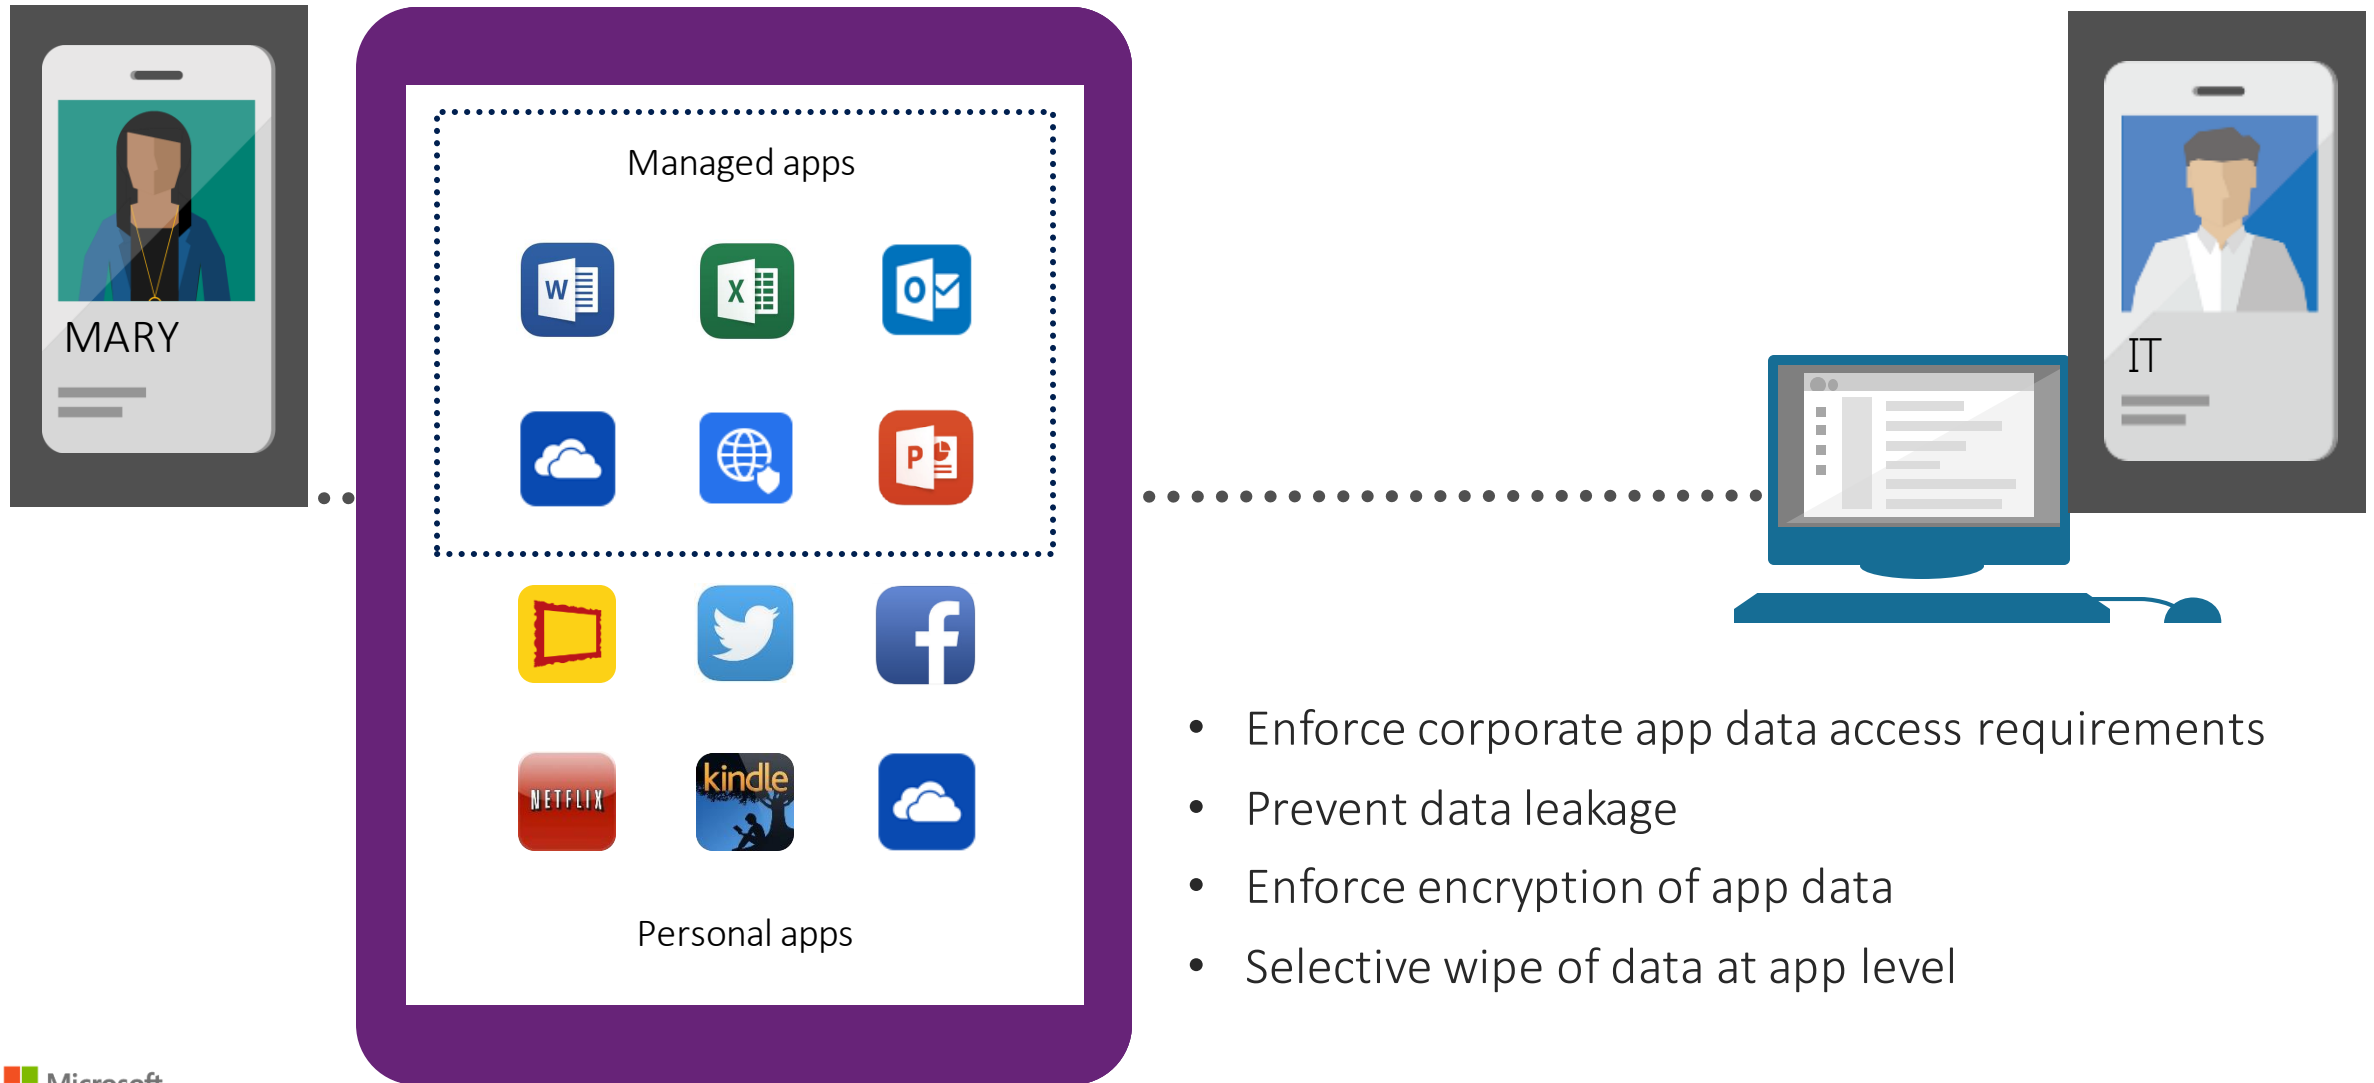 MARY
Managed apps
W
X
O
P
NETFLIX
kindle
Personal apps
IT
• Enforce corporate app data access requirements
• Prevent data leakage
• Enforce encryption of app data
• Selective wipe of data at app level
Microsoft